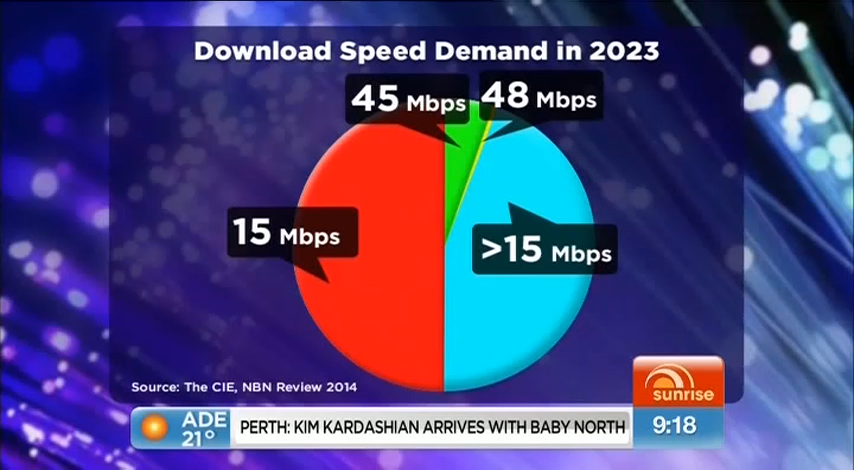 Download Speed Demand in 2023
45 Mbps
48 Mbps
15 Mbps
>15 Mbps
Source: The CIE, NBN Review 2014
sunrise
ADE
21°
PERTH: KIM KARDASHIAN ARRIVES WITH BABY NORTH
9:18